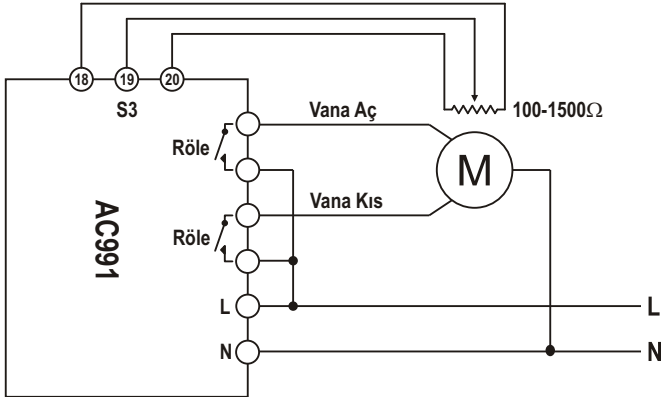 18 19 20
S3
100-1500Ω
Vana Aç
Röle
M
Vana Kıs
Röle
AC991
L
L
N
N